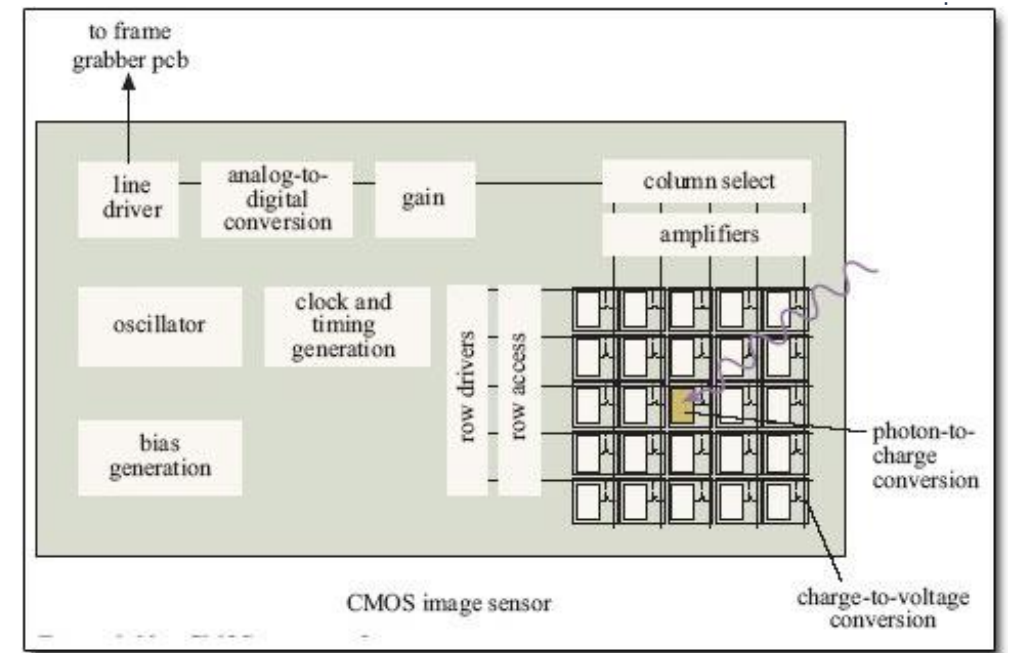 to frame
grabber pcb
line
driver
analog-to-
digital
conversion
gain
column select
amplifiers
oscillator
clock and
timing
generation
row drivers
row access
bias
generation
photon-to-
charge
conversion
charge-to-voltage
conversion
CMOS image sensor